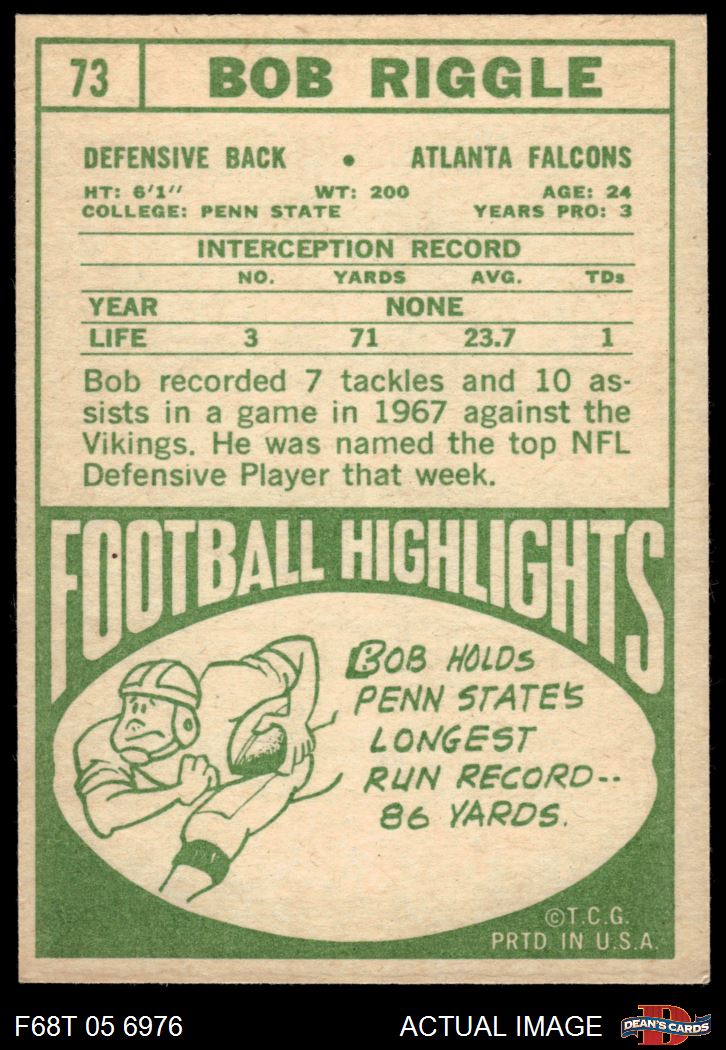 73 BOB RIGGLE
DEFENSIVE BACK • ATLANTA FALCONS
HT: 6'1" WT: 200 AGE: 24
COLLEGE: PENN STATE YEARS PRO: 3
INTERCEPTION RECORD
NO. YARDS AVG. TDs
YEAR NONE
LIFE 3 71 23.7 1
Bob recorded 7 tackles and 10 as-
sists in a game in 1967 against the
Vikings. He was named the top NFL
Defensive Player that week.
FOOTBALL HIGHLIGHTS
BOB HOLDS
PENN STATE'S
LONGEST
RUN RECORD--
86 YARDS.
©T.C.G.
PRTD. IN U.S.A.
F68T 05 6976 ACTUAL IMAGE D DEAN'S CARDS